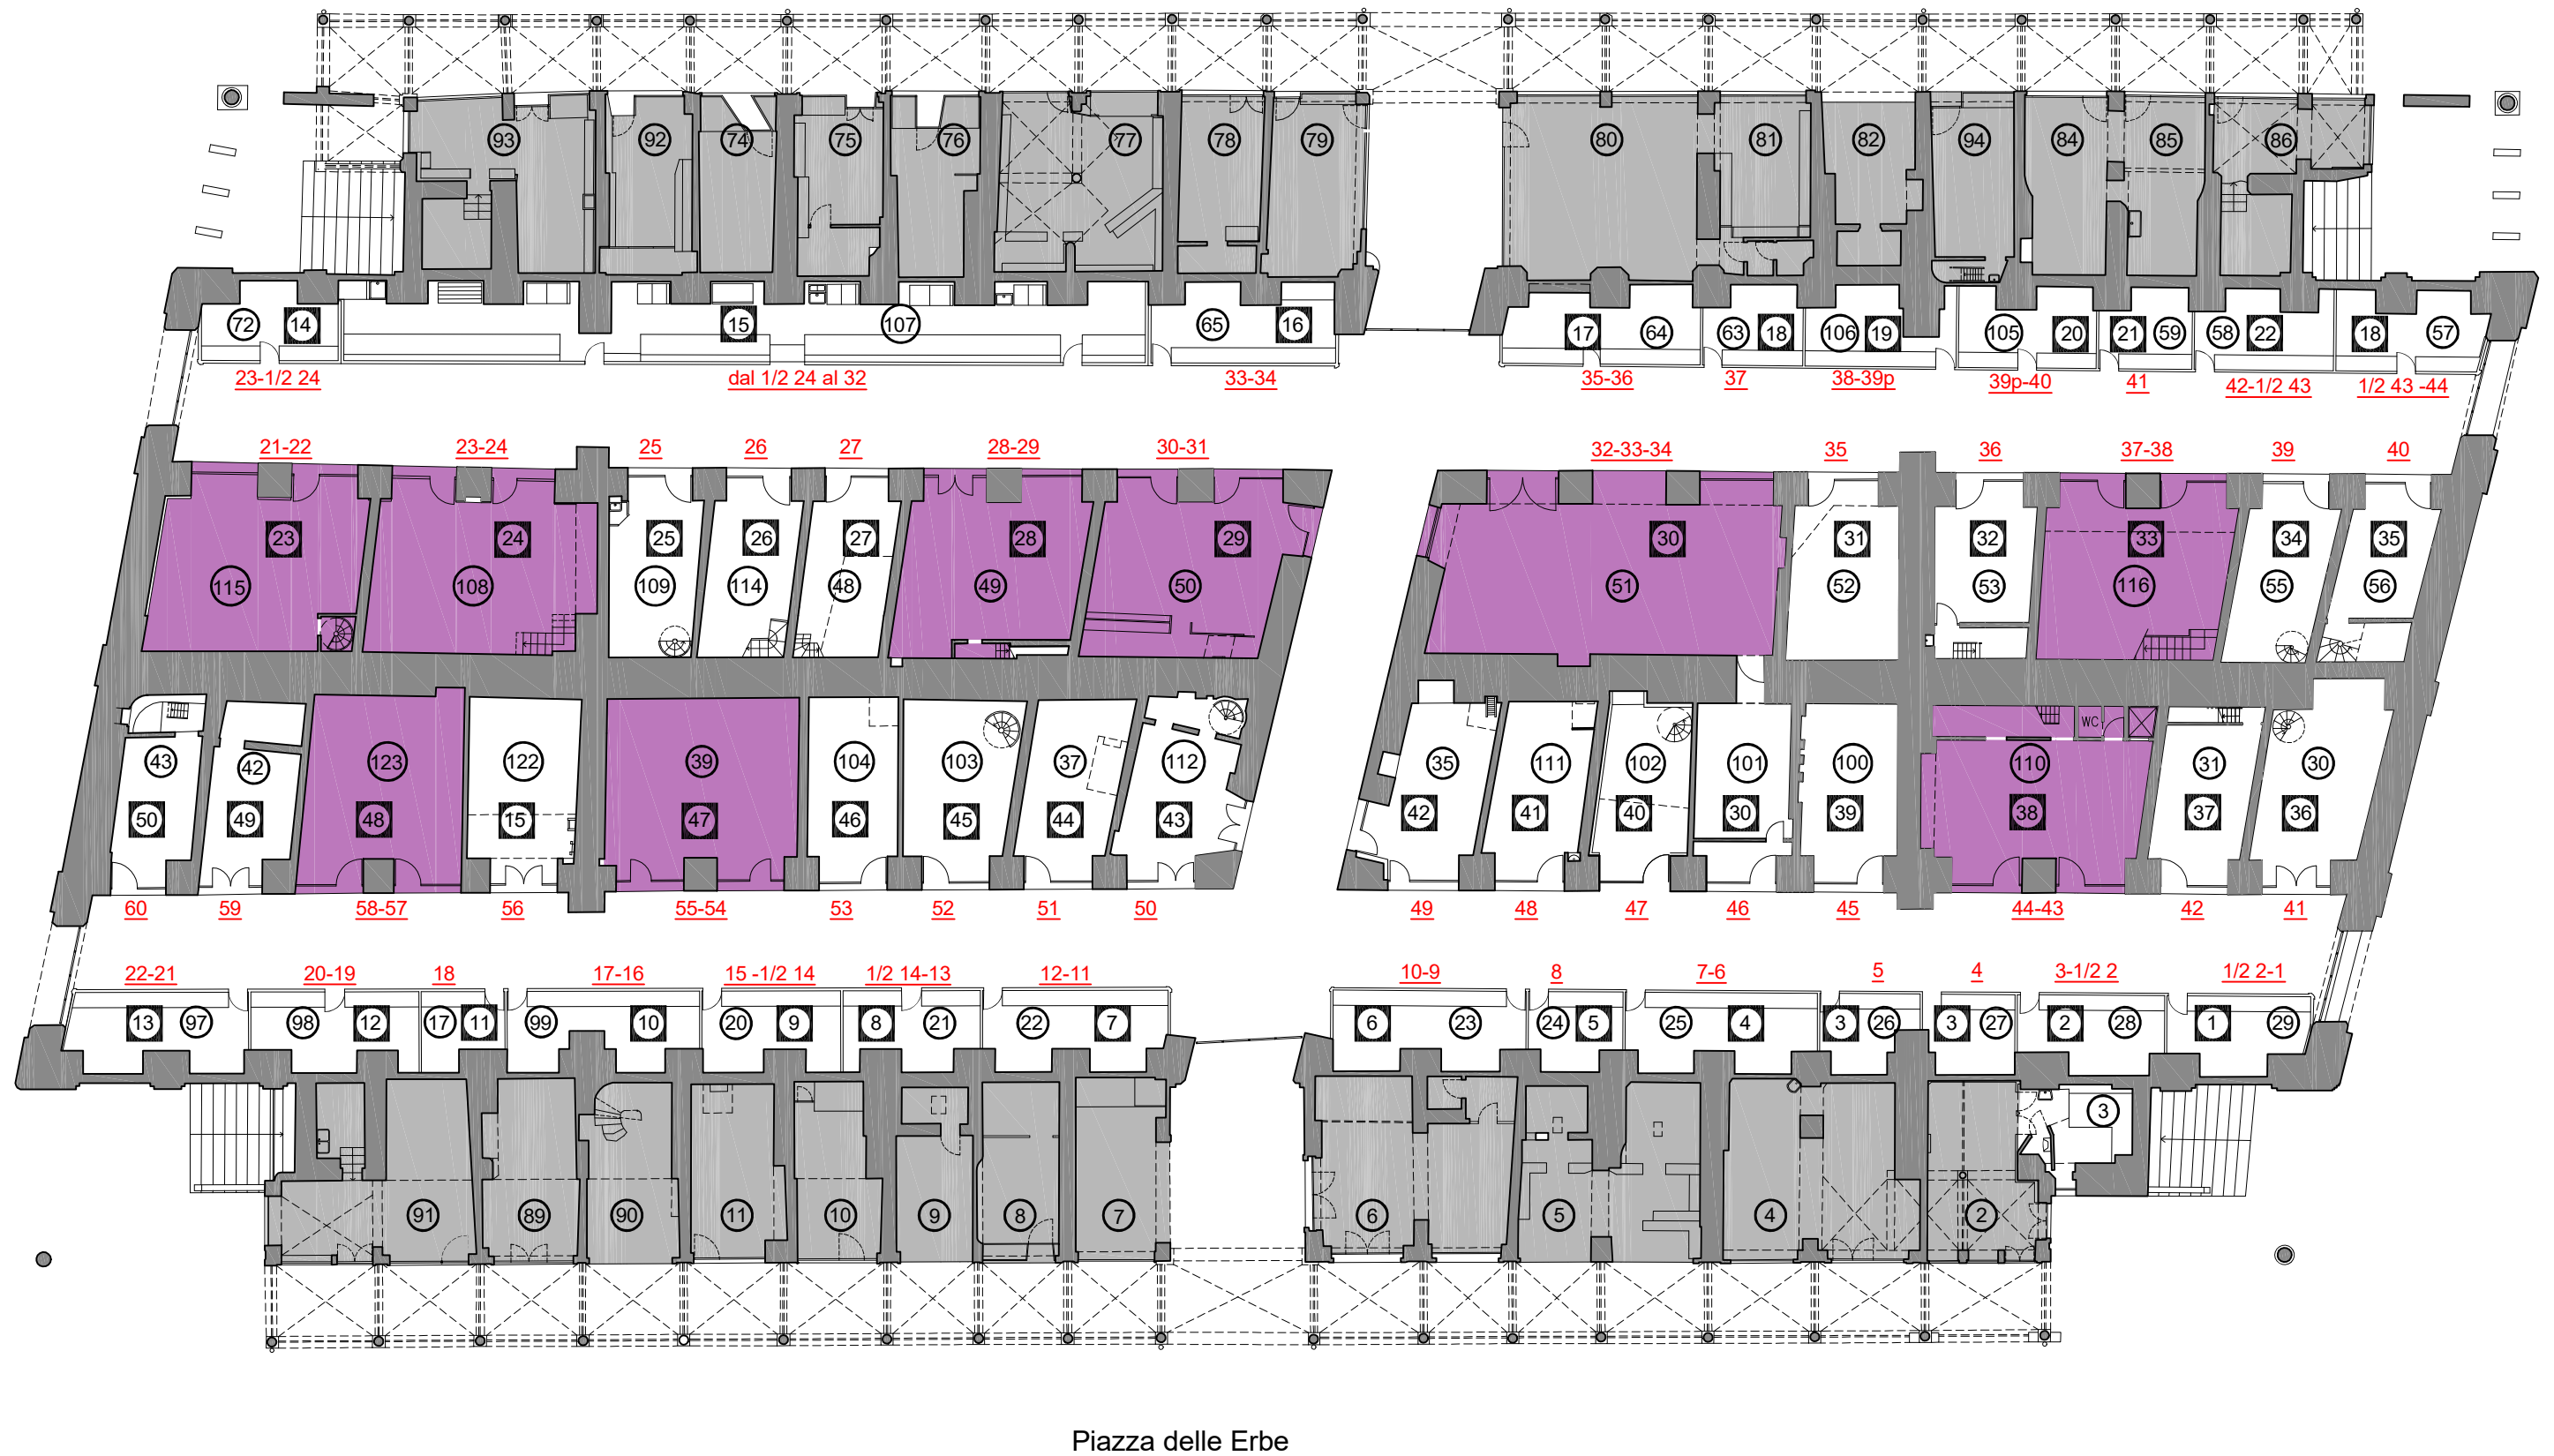 93 92 74 75 76 77 78 79 80 81 82 94 84 85 86
72 14 15 107 65 16 17 64 63 18 106 19 105 20 21 59 58 22 18 57
23-1/2 24 dal 1/2 24 al 32 33-34 35-36 37 38-39p 39p-40 41 42-1/2 43 1/2 43 -44
21-22 23-24 25 26 27 28-29 30-31 32-33-34 35 36 37-38 39 40
23 24 25 26 27 28 29 30 31 32 33 34 35
115 108 109 114 48 49 50 51 52 53 116 55 56
WC
43 42 123 122 39 104 103 37 112 35 111 102 101 100 110 31 30
50 49 48 15 47 46 45 44 43 42 41 40 30 39 38 37 36
60 59 58-57 56 55-54 53 52 51 50 49 48 47 46 45 44-43 42 41
22-21 20-19 18 17-16 15 -1/2 14 1/2 14-13 12-11 10-9 8 7-6 5 4 3-1/2 2 1/2 2-1
13 97 98 12 17 11 99 10 20 9 8 21 22 7 6 23 24 5 25 4 3 26 3 27 2 28 1 29
3
91 89 90 11 10 9 8 7 6 5 4 2
Piazza delle Erbe